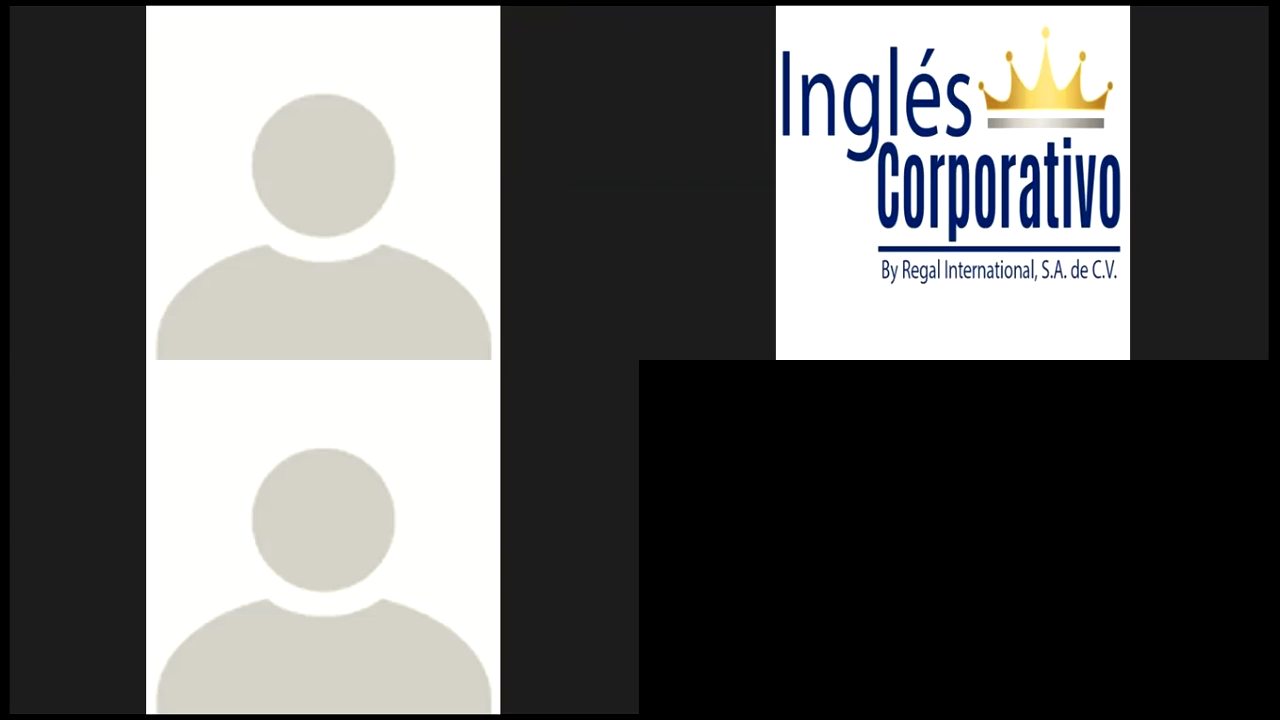 Inglés
Corporativo
By Regal International, S.A. de C.V.